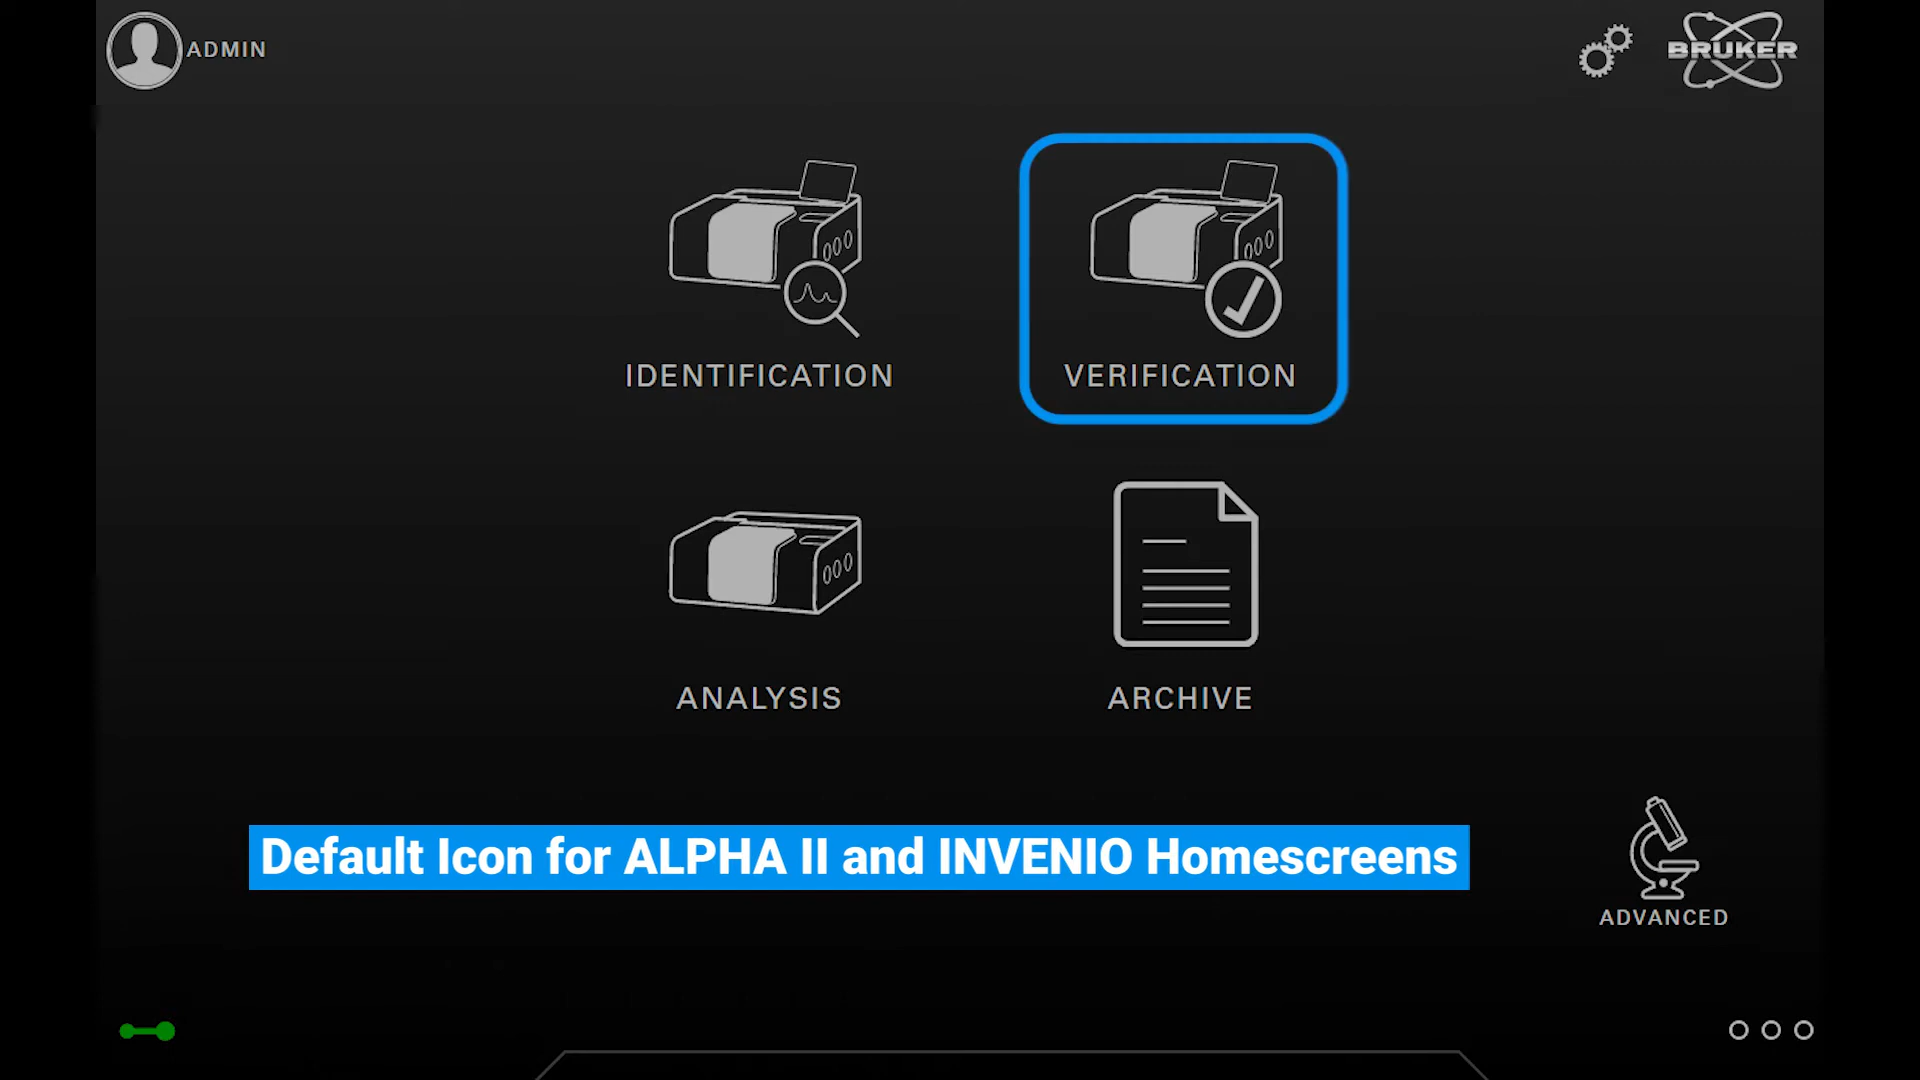 ADMIN
BRUKER
IDENTIFICATION
VERIFICATION
ANALYSIS
ARCHIVE
Default Icon for ALPHA II and INVENIO Homescreens
ADVANCED